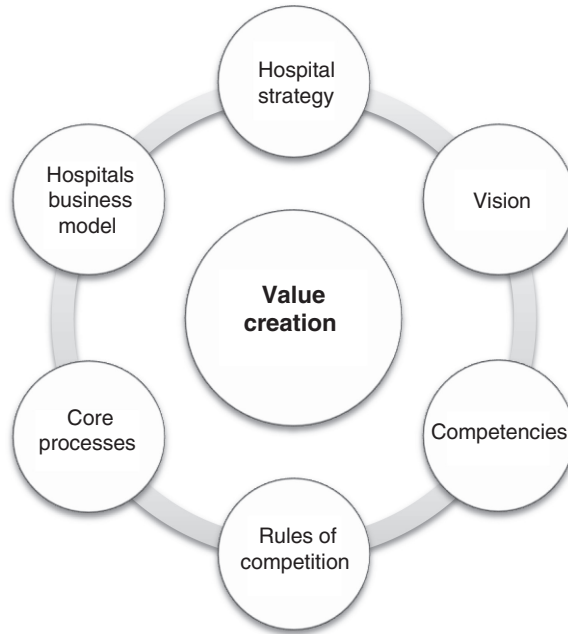 Hospital
strategy
Vision
Competencies
Rules of
competition
Core
processes
Hospitals
business
model
Value
creation